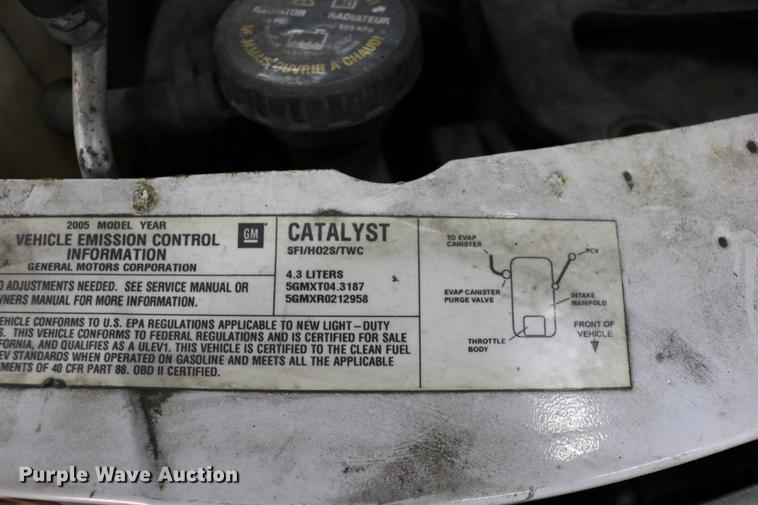 RADIATOR
RADIATEUR
NE JAMAIS OUVRIR À CHAUD
2005 MODEL YEAR
VEHICLE EMISSION CONTROL
INFORMATION
GENERAL MOTORS CORPORATION
GM
CATALYST
SFI/HO2S/TWC
4.3 LITERS
5GMXT04.3187
5GMXR0212958
ADJUSTMENTS NEEDED. SEE SERVICE MANUAL OR
OWNERS MANUAL FOR MORE INFORMATION.
VEHICLE CONFORMS TO U.S. EPA REGULATIONS APPLICABLE TO NEW LIGHT-DUTY
THIS VEHICLE CONFORMS TO FEDERAL REGULATIONS AND IS CERTIFIED FOR SALE
AND QUALIFIES AS A ULEV1. THIS VEHICLE IS CERTIFIED TO THE CLEAN FUEL
STANDARDS WHEN OPERATED ON GASOLINE AND MEETS ALL THE APPLICABLE
OF 40 CFR PART 88. OBD II CERTIFIED.
TO EVAP
CANISTER
PCV
EVAP CANISTER
PURGE VALVE
INTAKE
MANIFOLD
THROTTLE
BODY
FRONT OF
VEHICLE
Purple Wave Auction